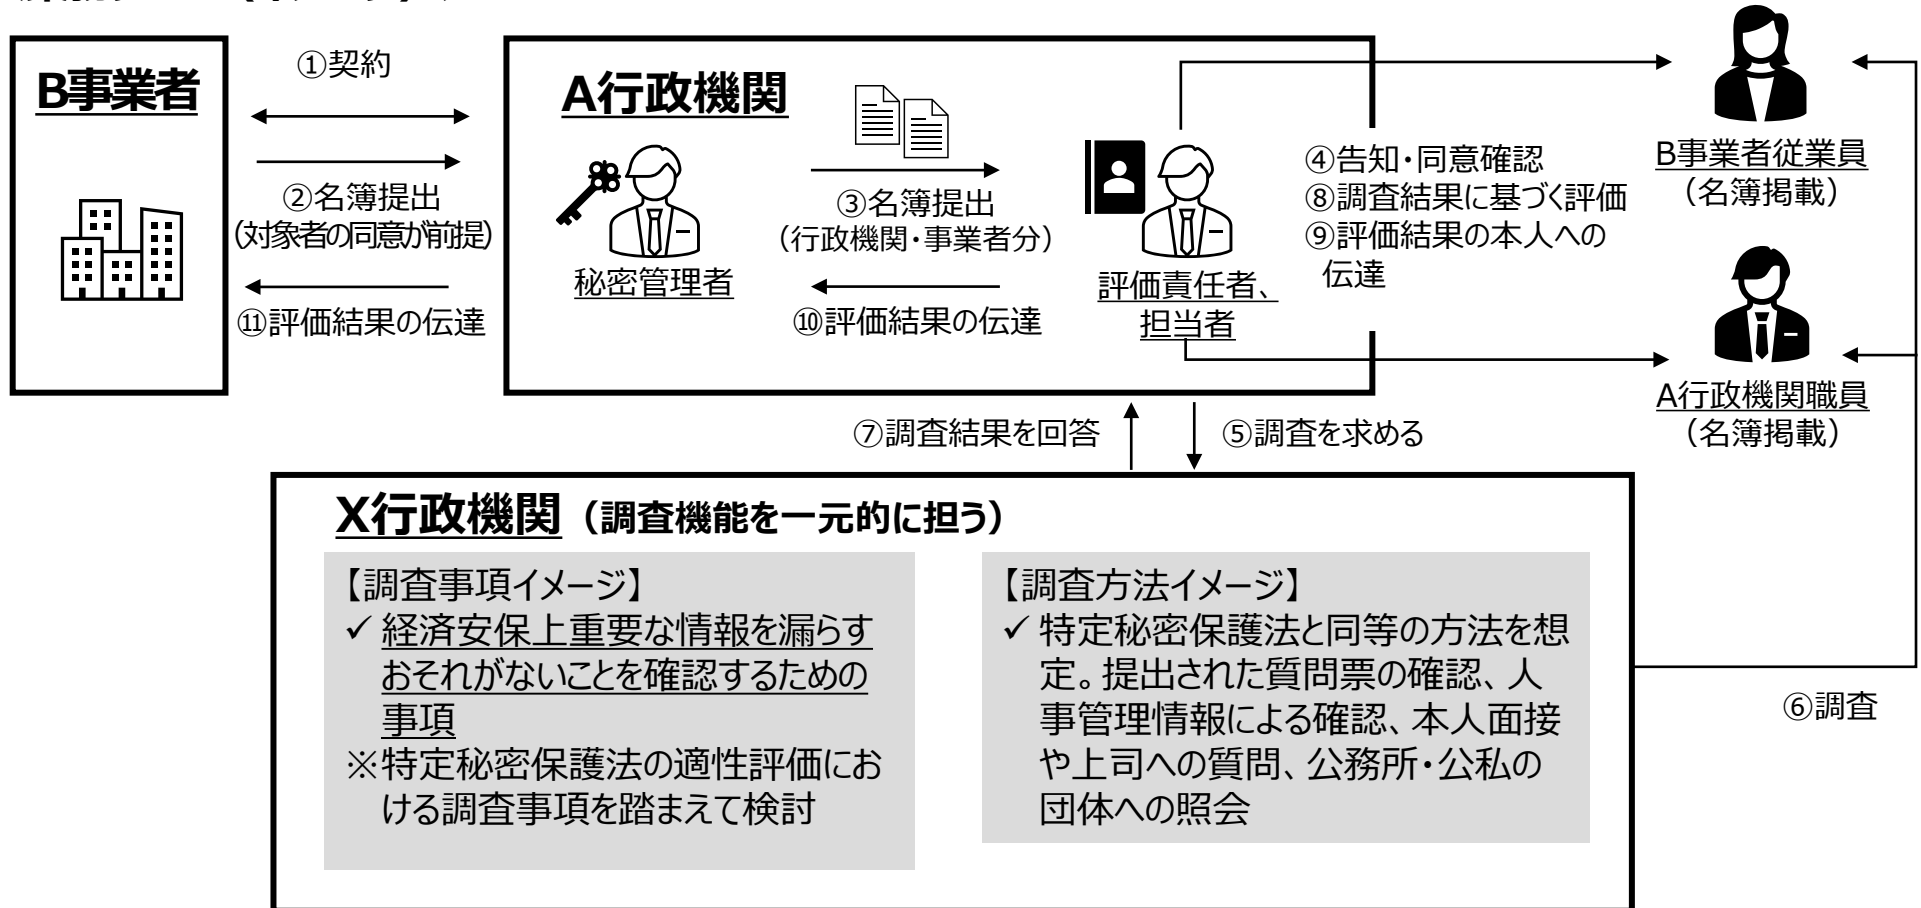 B事業者
①契約
②名簿提出
(対象者の同意が前提)
⑪評価結果の伝達
A行政機関
秘密管理者
③名簿提出
（行政機関・事業者分）
⑩評価結果の伝達
評価責任者、
担当者
④告知・同意確認
⑧調査結果に基づく評価
⑨評価結果の本人への
伝達
B事業者従業員
（名簿掲載）
A行政機関職員
（名簿掲載）
⑦調査結果を回答
⑤調査を求める
⑥調査
X行政機関（調査機能を一元的に担う）
【調査事項イメージ】
✓ 経済安保上重要な情報を漏らす
おそれがないことを確認するための
事項
※特定秘密保護法の適性評価にお
ける調査事項を踏まえて検討
【調査方法イメージ】
✓ 特定秘密保護法と同等の方法を想
定。提出された質問票の確認、人
事管理情報による確認、本人面接
や上司への質問、公務所・公私の
団体への照会